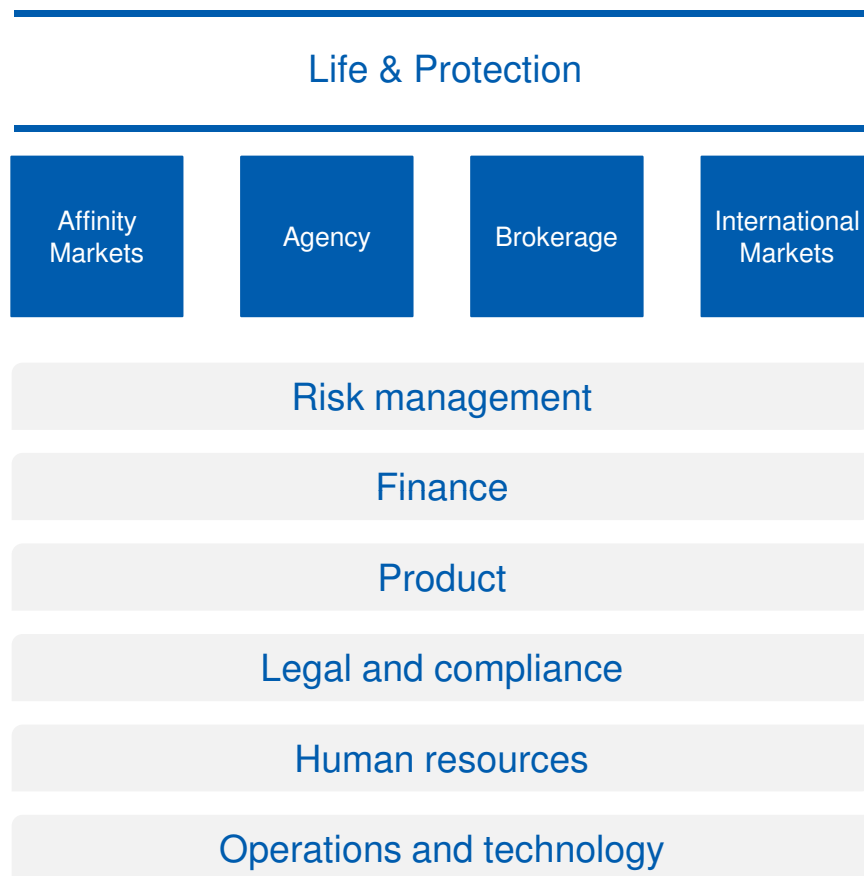 Life & Protection
Affinity
Markets
Agency
Brokerage
International
Markets
Risk management
Finance
Product
Legal and compliance
Human resources
Operations and technology